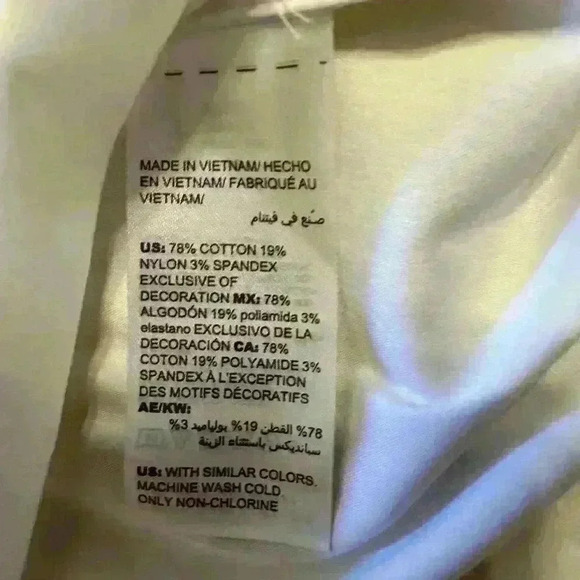 MADE IN VIETNAM/ HECHO
EN VIETNAM/ FABRIQUÉ AU
VIETNAM/
صنع في فيتنام
US: 78% COTTON 19%
NYLON 3% SPANDEX
EXCLUSIVE OF
DECORATION MX: 78%
ALGODÓN 19% poliamida 3%
elastano EXCLUSIVO DE LA
DECORACIÓN CA: 78%
COTON 19% POLYAMIDE 3%
SPANDEX À L'EXCEPTION
DES MOTIFS DÉCORATIFS
AE/KW:
78% القطن 19% بولياميد 3%
سبانديكس باستثناء الزينة
US: WITH SIMILAR COLORS.
MACHINE WASH COLD.
ONLY NON-CHLORINE